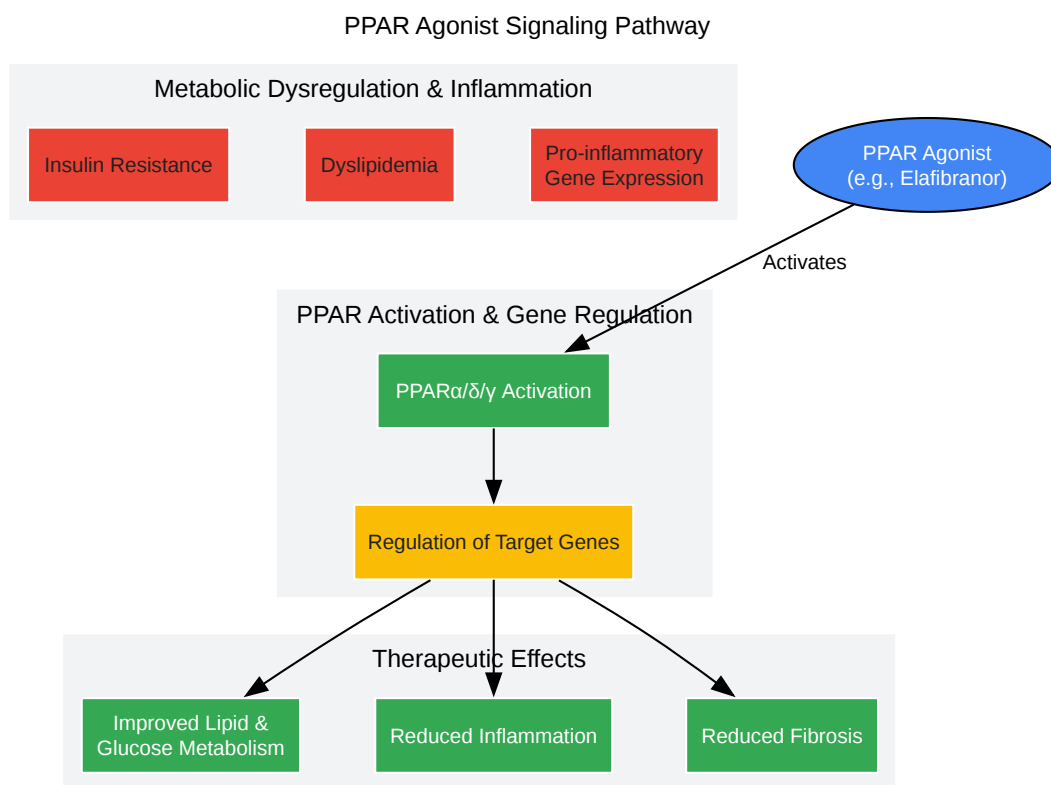 PPAR Agonist Signaling Pathway
Metabolic Dysregulation & Inflammation
Insulin Resistance
Dyslipidemia
Pro-inflammatory
Gene Expression
PPAR Agonist
(e.g., Elafibranor)
Activates
PPAR Activation & Gene Regulation
PPARα/δ/γ Activation
Regulation of Target Genes
Therapeutic Effects
Improved Lipid &
Glucose Metabolism
Reduced Inflammation
Reduced Fibrosis